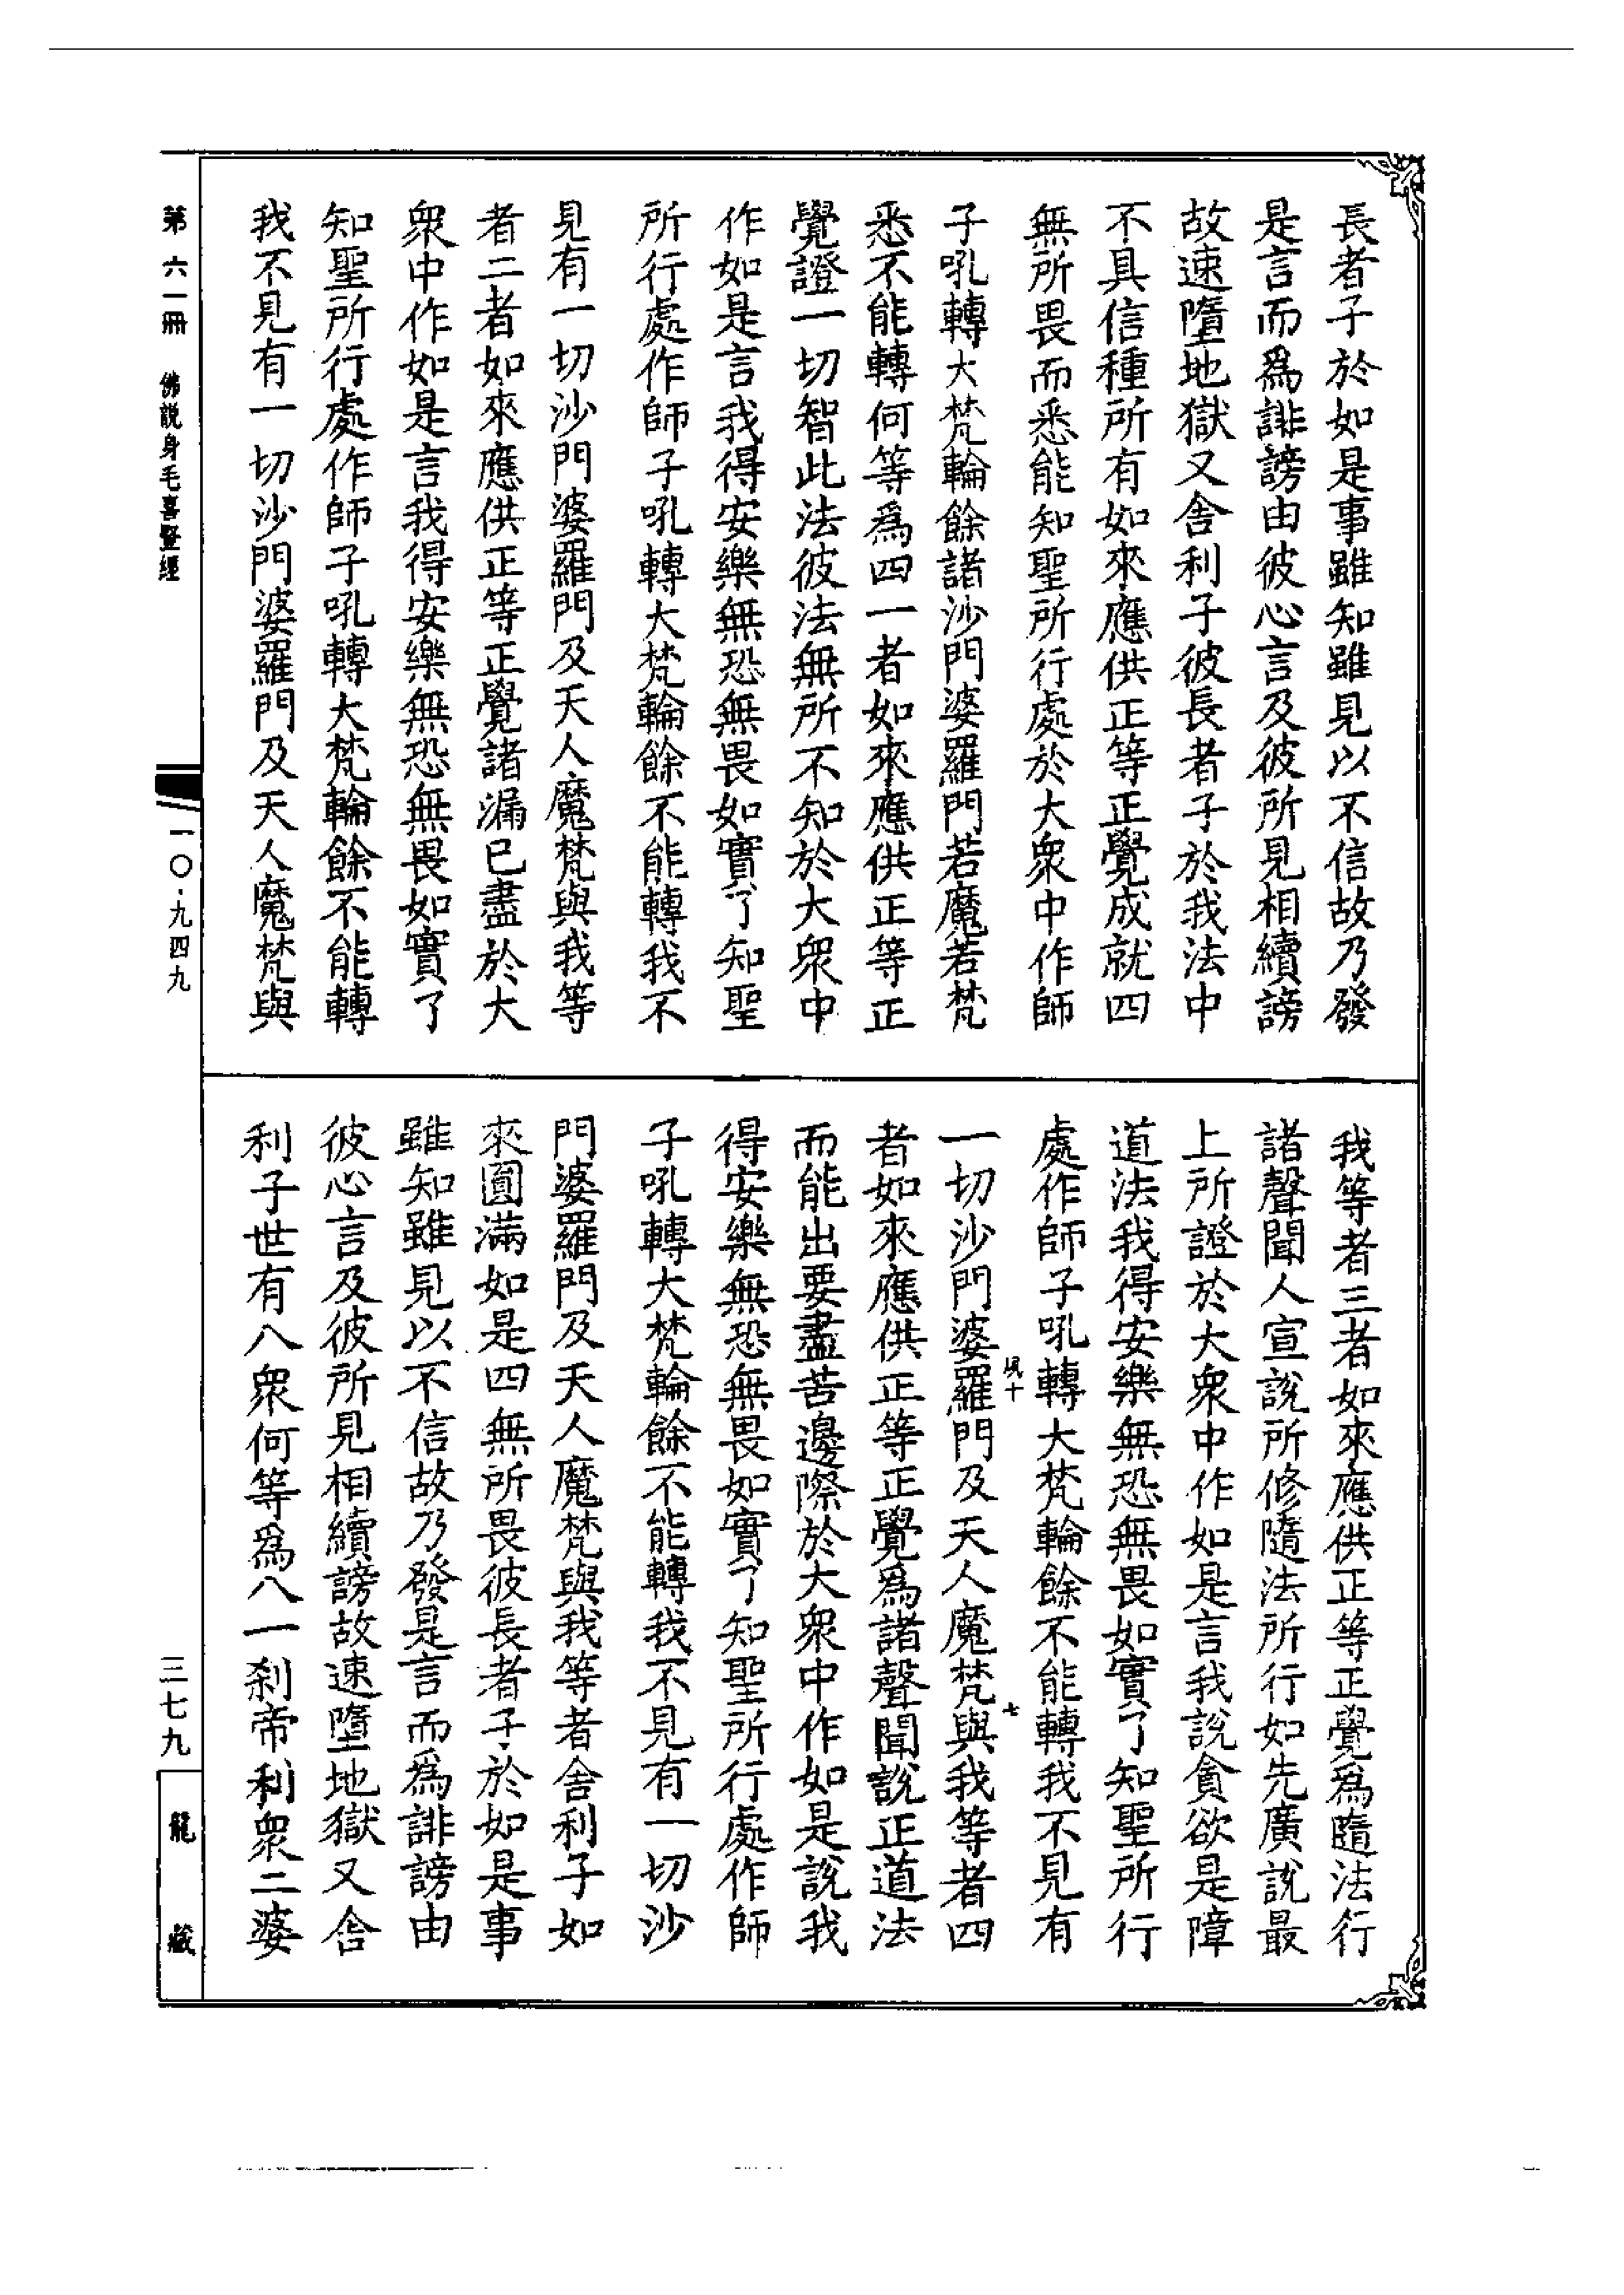 長者子於如是事雖知雖見以不信故乃發
是言而爲誹謗由彼心言及彼所見相續謗
故速墮地獄又舍利子彼長者子於我法中
不具信種所有如來應供正等正覺成就四
無所畏而悉能知聖所行處於大衆中作師
子吼轉大梵輪餘諸沙門婆羅門若魔若梵
悉不能轉何等爲四一者如來應供正等正
覺證一切智此法彼法無所不知於大衆中
作如是言我得安樂無恐無畏如實了知聖
所行處作師子吼轉大梵輪餘不能轉我不
見有一切沙門婆羅門及天人魔梵與我等
者二者如來應供正等正覺諸漏已盡於大
衆中作如是言我得安樂無恐無畏如實了
知聖所行處作師子吼轉大梵輪餘不能轉
我不見有一切沙門婆羅門及天人魔梵與
我等者三者如來應供正等正覺爲隨法行
諸聲聞人宣說所修隨法所行如先廣說最
上所證於大衆中作如是言我說貪欲是障
道法我得安樂無恐無畏如實了知聖所行
處作師子吼轉大梵輪餘不能轉我不見有
夙十 七
一切沙門婆羅門及天人魔梵與我等者四
者如來應供正等正覺爲諸聲聞說正道法
而能出要盡苦邊際於大衆中作如是說我
得安樂無恐無畏如實了知聖所行處作師
子吼轉大梵輪餘不能轉我不見有一切沙
門婆羅門及天人魔梵與我等者舍利子如
來圓滿如是四無所畏彼長者子於如是事
雖知雖見以不信故乃發是言而爲誹謗由
彼心言及彼所見相續謗故速墮地獄又舍
利子世有八衆何等爲八一刹帝利衆二婆
第六一冊 佛説身毛喜豎經
一〇·九四九
三七九
龍藏